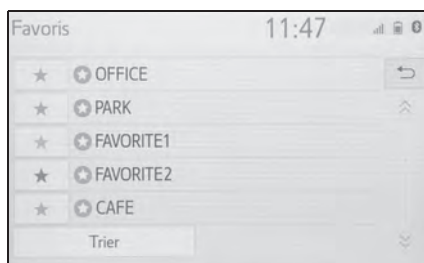 Favoris 11:47
OFFICE
PARK
FAVORITE1
FAVORITE2
CAFE
Trier